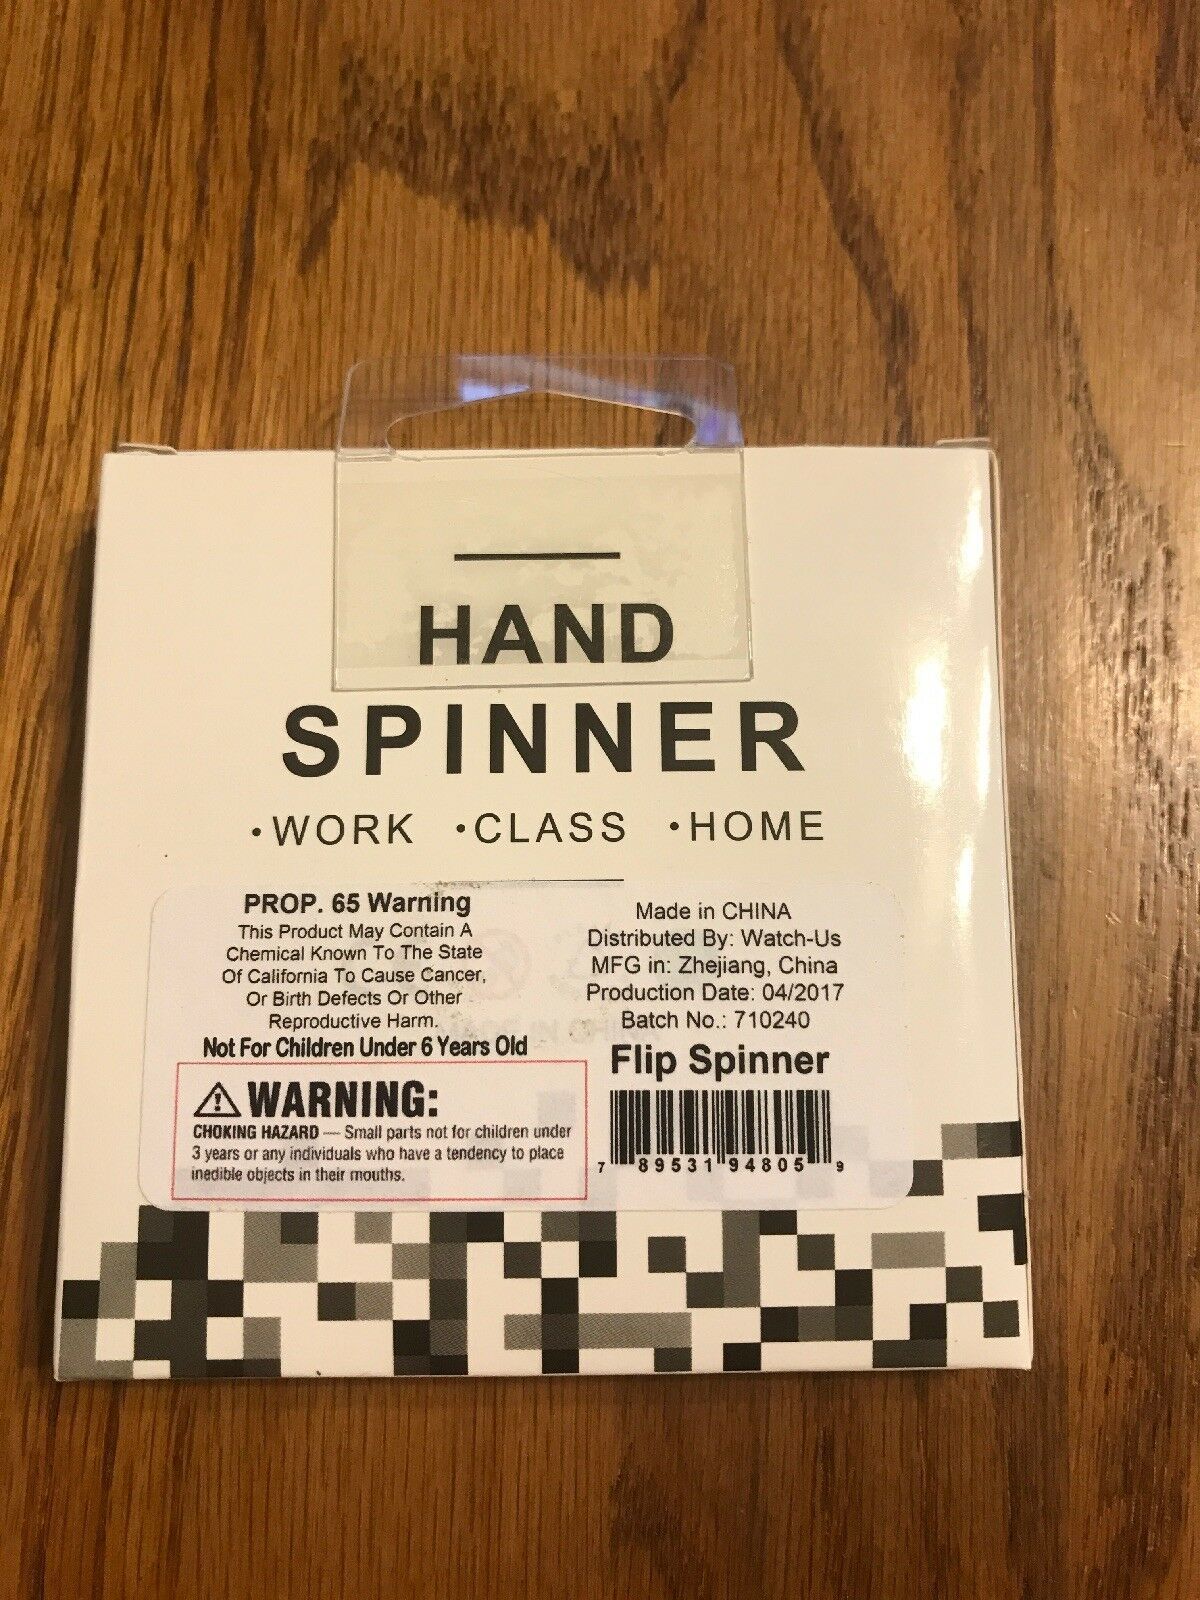 HAND
SPINNER
•WORK •CLASS •HOME
PROP. 65 Warning
This Product May Contain A
Chemical Known To The State
Of California To Cause Cancer,
Or Birth Defects Or Other
Reproductive Harm.
Not For Children Under 6 Years Old
⚠ WARNING:
CHOKING HAZARD — Small parts not for children under
3 years or any individuals who have a tendency to place
inedible objects in their mouths.
Made in CHINA
Distributed By: Watch-Us
MFG in: Zhejiang, China
Production Date: 04/2017
Batch No.: 710240
Flip Spinner
7 89531 94805 9